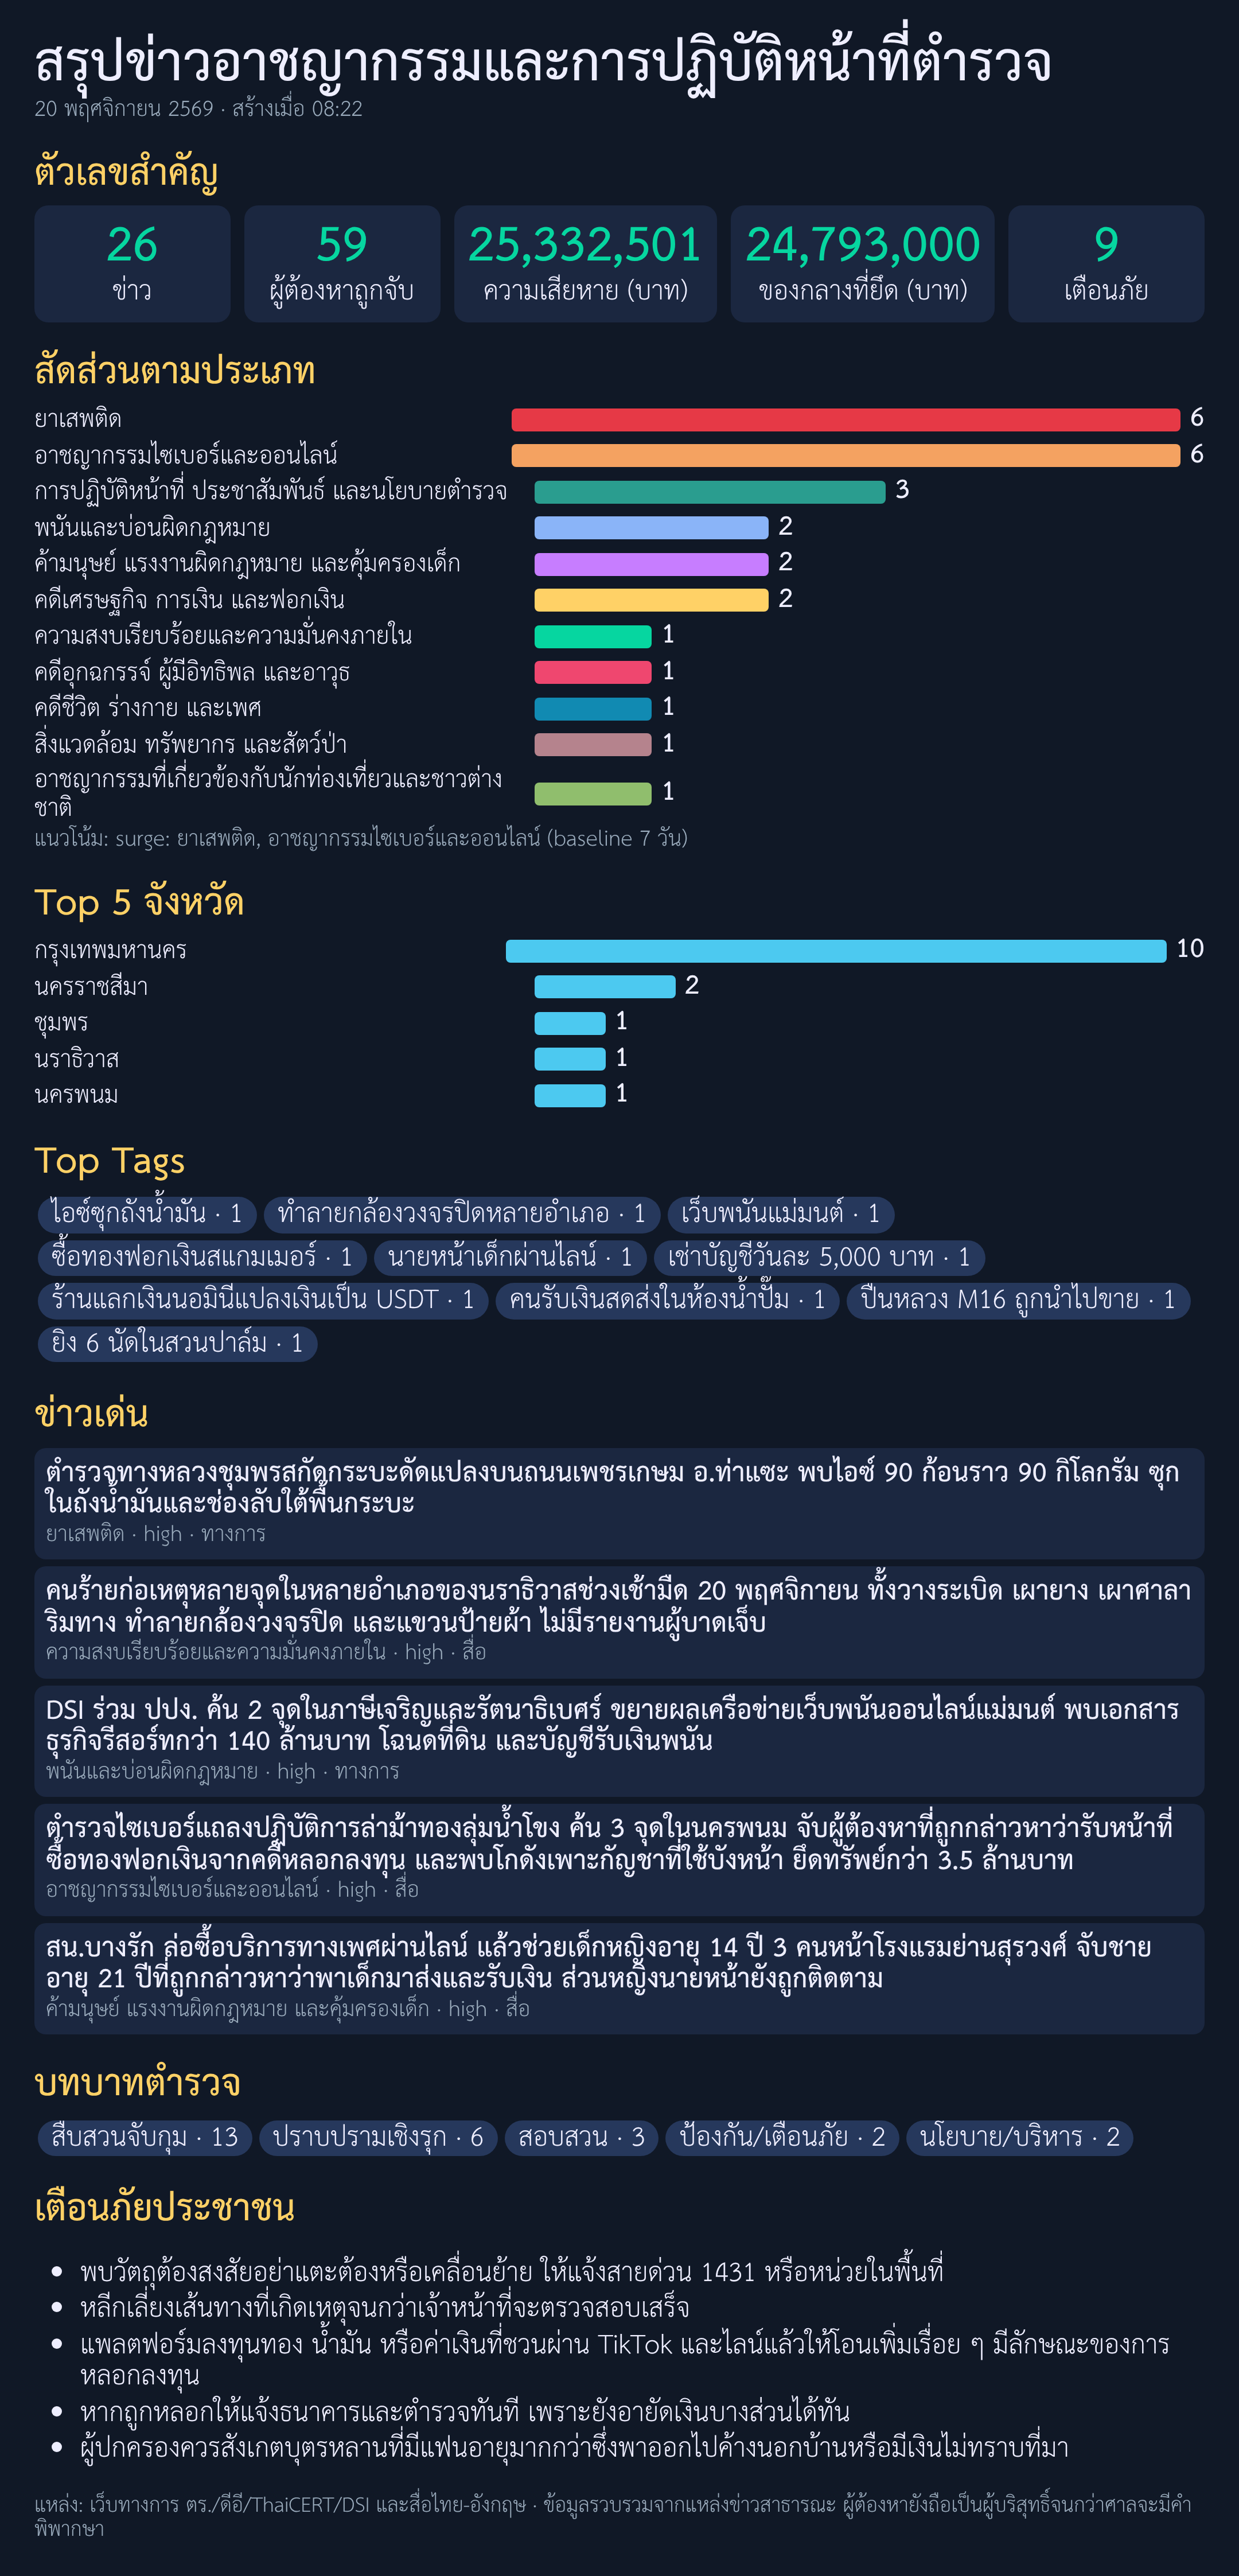 สรุปข่าวอาชญากรรมและการปฏิบัติหน้าที่ตำรวจ
20 พฤศจิกายน 2569 · สร้างเมื่อ 08:22
ตัวเลขสำคัญ
26
ข่าว
59
ผู้ต้องหาถูกจับ
25,332,501
ความเสียหาย (บาท)
24,793,000
ของกลางที่ยึด (บาท)
9
เตือนภัย
สัดส่วนตามประเภท
ยาเสพติด 6
อาชญากรรมไซเบอร์และออนไลน์ 6
การปฏิบัติหน้าที่ ประชาสัมพันธ์ และนโยบายตำรวจ 3
พนันและบ่อนผิดกฎหมาย 2
ค้ามนุษย์ แรงงานผิดกฎหมาย และคุ้มครองเด็ก 2
คดีเศรษฐกิจ การเงิน และฟอกเงิน 2
ความสงบเรียบร้อยและความมั่นคงภายใน 1
คดีอุกฉกรรจ์ ผู้มีอิทธิพล และอาวุธ 1
คดีชีวิต ร่างกาย และเพศ 1
สิ่งแวดล้อม ทรัพยากร และสัตว์ป่า 1
อาชญากรรมที่เกี่ยวข้องกับนักท่องเที่ยวและชาวต่าง
ชาติ 1
แนวโน้ม: surge: ยาเสพติด, อาชญากรรมไซเบอร์และออนไลน์ (baseline 7 วัน)
Top 5 จังหวัด
กรุงเทพมหานคร 10
นครราชสีมา 2
ชุมพร 1
นราธิวาส 1
นครพนม 1
Top Tags
ไอซ์ซุกถังน้ำมัน · 1 ทำลายกล้องวงจรปิดหลายอำเภอ · 1 เว็บพนันแม่มนต์ · 1
ซื้อทองฟอกเงินสแกมเมอร์ · 1 นายหน้าเด็กผ่านไลน์ · 1 เช่าบัญชีวันละ 5,000 บาท · 1
ร้านแลกเงินนอมินีแปลงเงินเป็น USDT · 1 คนรับเงินสดส่งในห้องน้ำปั๊ม · 1 ปืนหลวง M16 ถูกนำไปขาย · 1
ยิง 6 นัดในสวนปาล์ม · 1
ข่าวเด่น
ตำรวจทางหลวงชุมพรสกัดกระบะดัดแปลงบนถนนเพชรเกษม อ.ท่าแซะ พบไอซ์ 90 ก้อนราว 90 กิโลกรัม ซุก
ในถังน้ำมันและช่องลับใต้พื้นกระบะ
ยาเสพติด · high · ทางการ
คนร้ายก่อเหตุหลายจุดในหลายอำเภอของนราธิวาสช่วงเช้ามืด 20 พฤศจิกายน ทั้งวางระเบิด เผายาง เผาศาลา
ริมทาง ทำลายกล้องวงจรปิด และแขวนป้ายผ้า ไม่มีรายงานผู้บาดเจ็บ
ความสงบเรียบร้อยและความมั่นคงภายใน · high · สื่อ
DSI ร่วม ปปง. ค้น 2 จุดในภาษีเจริญและรัตนาธิเบศร์ ขยายผลเครือข่ายเว็บพนันออนไลน์แม่มนต์ พบเอกสาร
ธุรกิจรีสอร์ทกว่า 140 ล้านบาท โฉนดที่ดิน และบัญชีรับเงินพนัน
พนันและบ่อนผิดกฎหมาย · high · ทางการ
ตำรวจไซเบอร์แถลงปฏิบัติการล่าม้าทองลุ่มน้ำโขง ค้น 3 จุดในนครพนม จับผู้ต้องหาที่ถูกกล่าวหาว่ารับหน้าที่
ซื้อทองฟอกเงินจากคดีหลอกลงทุน และพบโกดังเพาะกัญชาที่ใช้บังหน้า ยึดทรัพย์กว่า 3.5 ล้านบาท
อาชญากรรมไซเบอร์และออนไลน์ · high · สื่อ
สน.บางรัก ล่อซื้อบริการทางเพศผ่านไลน์ แล้วช่วยเด็กหญิงอายุ 14 ปี 3 คนหน้าโรงแรมย่านสุรวงศ์ จับชาย
อายุ 21 ปีที่ถูกกล่าวหาว่าพาเด็กมาส่งและรับเงิน ส่วนหญิงนายหน้ายังถูกติดตาม
ค้ามนุษย์ แรงงานผิดกฎหมาย และคุ้มครองเด็ก · high · สื่อ
บทบาทตำรวจ
สืบสวนจับกุม · 13 ปราบปรามเชิงรุก · 6 สอบสวน · 3 ป้องกัน/เตือนภัย · 2 นโยบาย/บริหาร · 2
เตือนภัยประชาชน
• พบวัตถุต้องสงสัยอย่าแตะต้องหรือเคลื่อนย้าย ให้แจ้งสายด่วน 1431 หรือหน่วยในพื้นที่
• หลีกเลี่ยงเส้นทางที่เกิดเหตุจนกว่าเจ้าหน้าที่จะตรวจสอบเสร็จ
• แพลตฟอร์มลงทุนทอง น้ำมัน หรือค่าเงินที่ชวนผ่าน TikTok และไลน์แล้วให้โอนเพิ่มเรื่อย ๆ มีลักษณะของการ
หลอกลงทุน
• หากถูกหลอกให้แจ้งธนาคารและตำรวจทันที เพราะยังอายัดเงินบางส่วนได้ทัน
• ผู้ปกครองควรสังเกตบุตรหลานที่มีแฟนอายุมากกว่าซึ่งพาออกไปค้างนอกบ้านหรือมีเงินไม่ทราบที่มา
แหล่ง: เว็บทางการ ตร./ดีอี/ThaiCERT/DSI และสื่อไทย-อังกฤษ · ข้อมูลรวบรวมจากแหล่งข่าวสาธารณะ ผู้ต้องหายังถือเป็นผู้บริสุทธิ์จนกว่าศาลจะมีคำ
พิพากษา